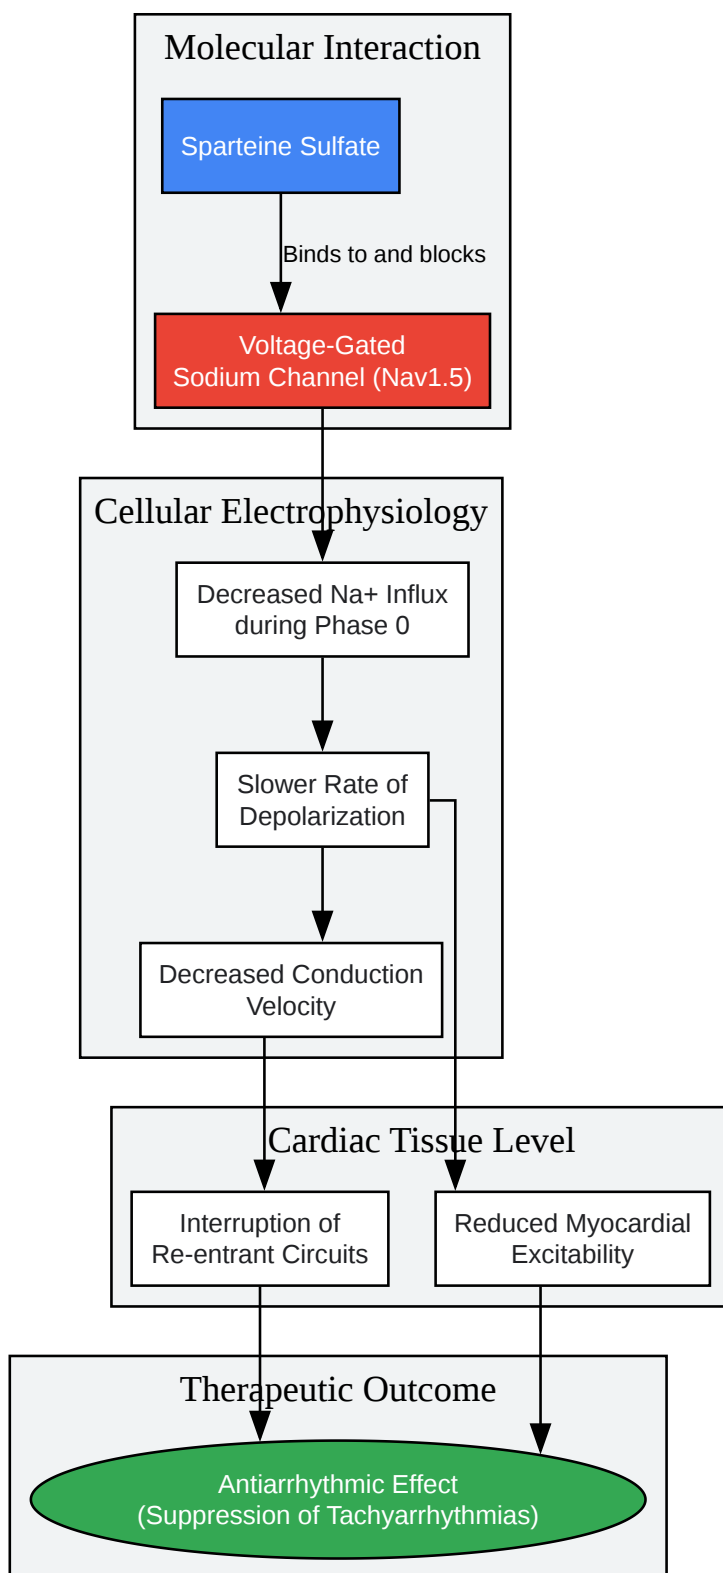 Molecular Interaction
Sparteine Sulfate
Binds to and blocks
Voltage-Gated
Sodium Channel (Nav1.5)
Cellular Electrophysiology
Decreased Na+ Influx
during Phase 0
Slower Rate of
Depolarization
Decreased Conduction
Velocity
Cardiac Tissue Level
Interruption of
Re-entrant Circuits
Reduced Myocardial
Excitability
Therapeutic Outcome
Antiarrhythmic Effect
(Suppression of Tachyarrhythmias)